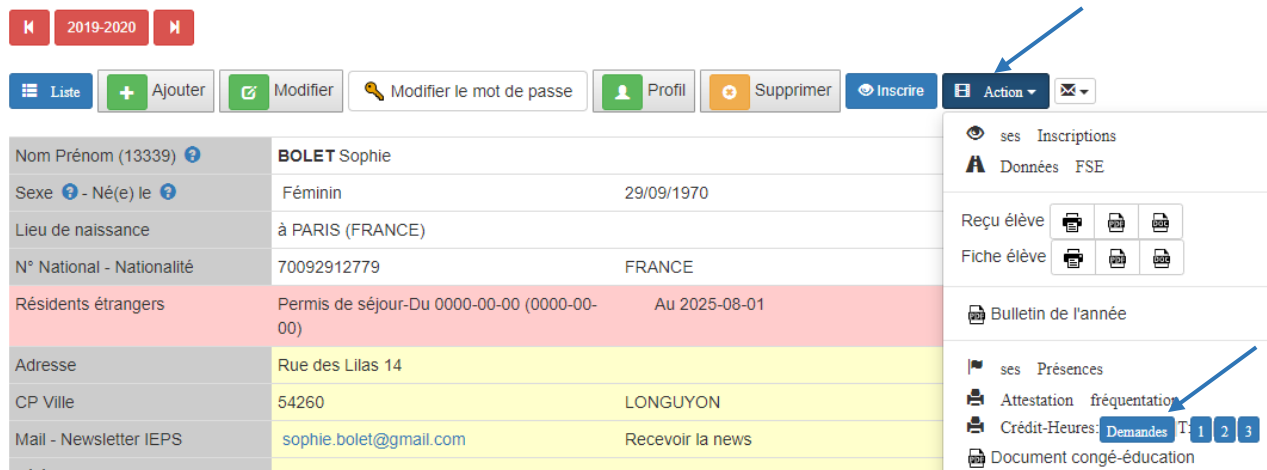 2019-2020
Liste Ajouter Modifier Modifier le mot de passe Profil Supprimer Inscrire Action
ses Inscriptions
Données FSE
Reçu élève PDF DOC
Fiche élève PDF DOC
Bulletin de l'année
ses Présences
Attestation fréquentation
Crédit-Heures: Demandes T: 1 2 3
Document congé-éducation
Nom Prénom (13339) BOLET Sophie
Sexe - Né(e) le Féminin 29/09/1970
Lieu de naissance à PARIS (FRANCE)
N° National - Nationalité 70092912779 FRANCE
Résidents étrangers Permis de séjour-Du 0000-00-00 (0000-00-00) Au 2025-08-01
Adresse Rue des Lilas 14
CP Ville 54260 LONGUYON
Mail - Newsletter IEPS sophie.bolet@gmail.com Recevoir la news